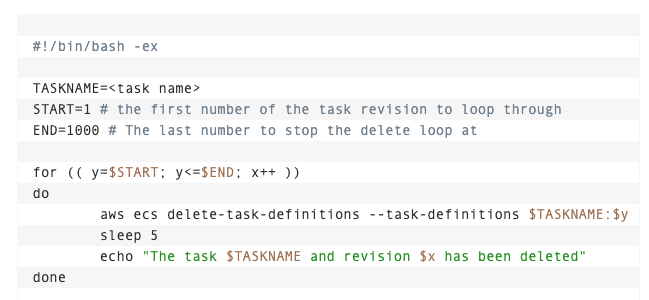 #!/bin/bash -ex
TASKNAME=<task name>
START=1 # the first number of the task revision to loop through
END=1000 # The last number to stop the delete loop at
for (( y=$START; y<=$END; x++ ))
do
aws ecs delete-task-definitions --task-definitions $TASKNAME:$y
sleep 5
echo "The task $TASKNAME and revision $x has been deleted"
done